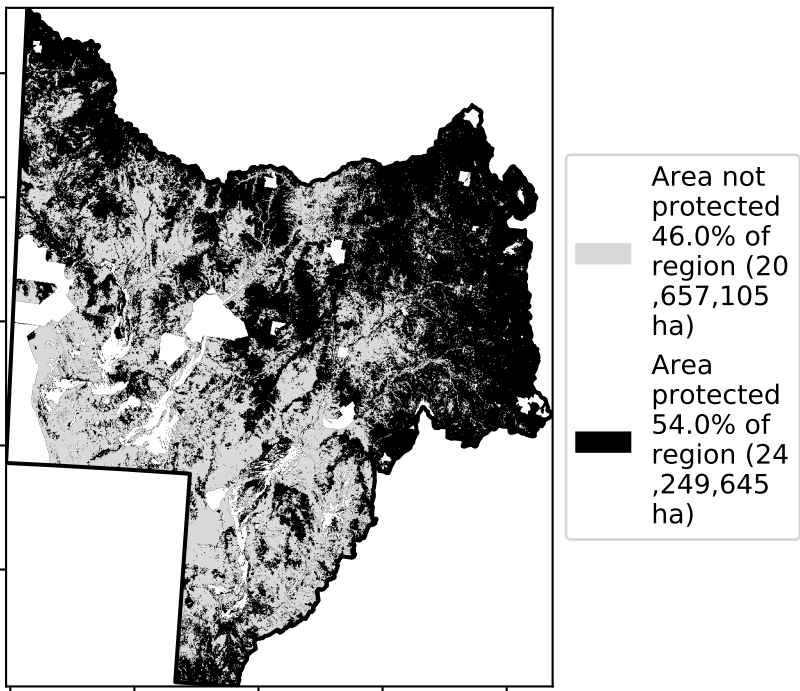 Area not
protected
46.0% of
region (20
,657,105
ha)
Area
protected
54.0% of
region (24
,249,645
ha)